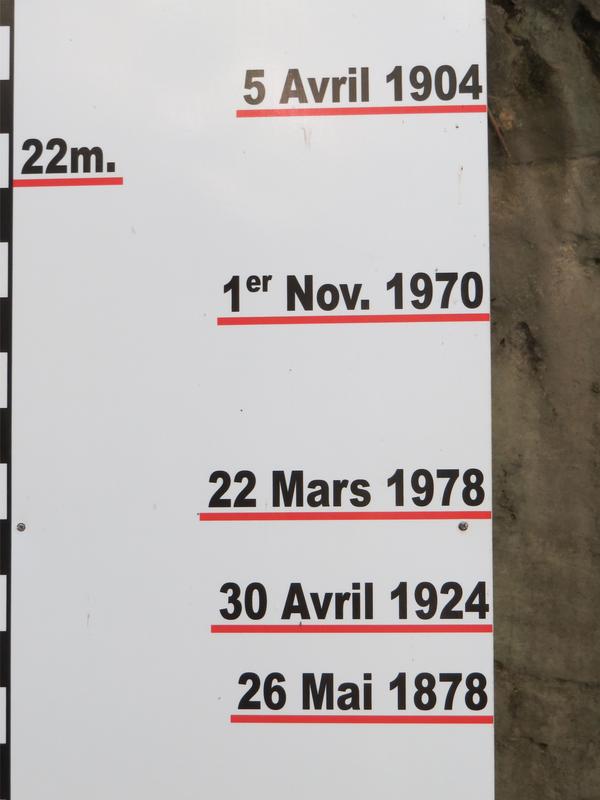 5 Avril 1904
22m.
1er Nov. 1970
22 Mars 1978
30 Avril 1924
26 Mai 1878